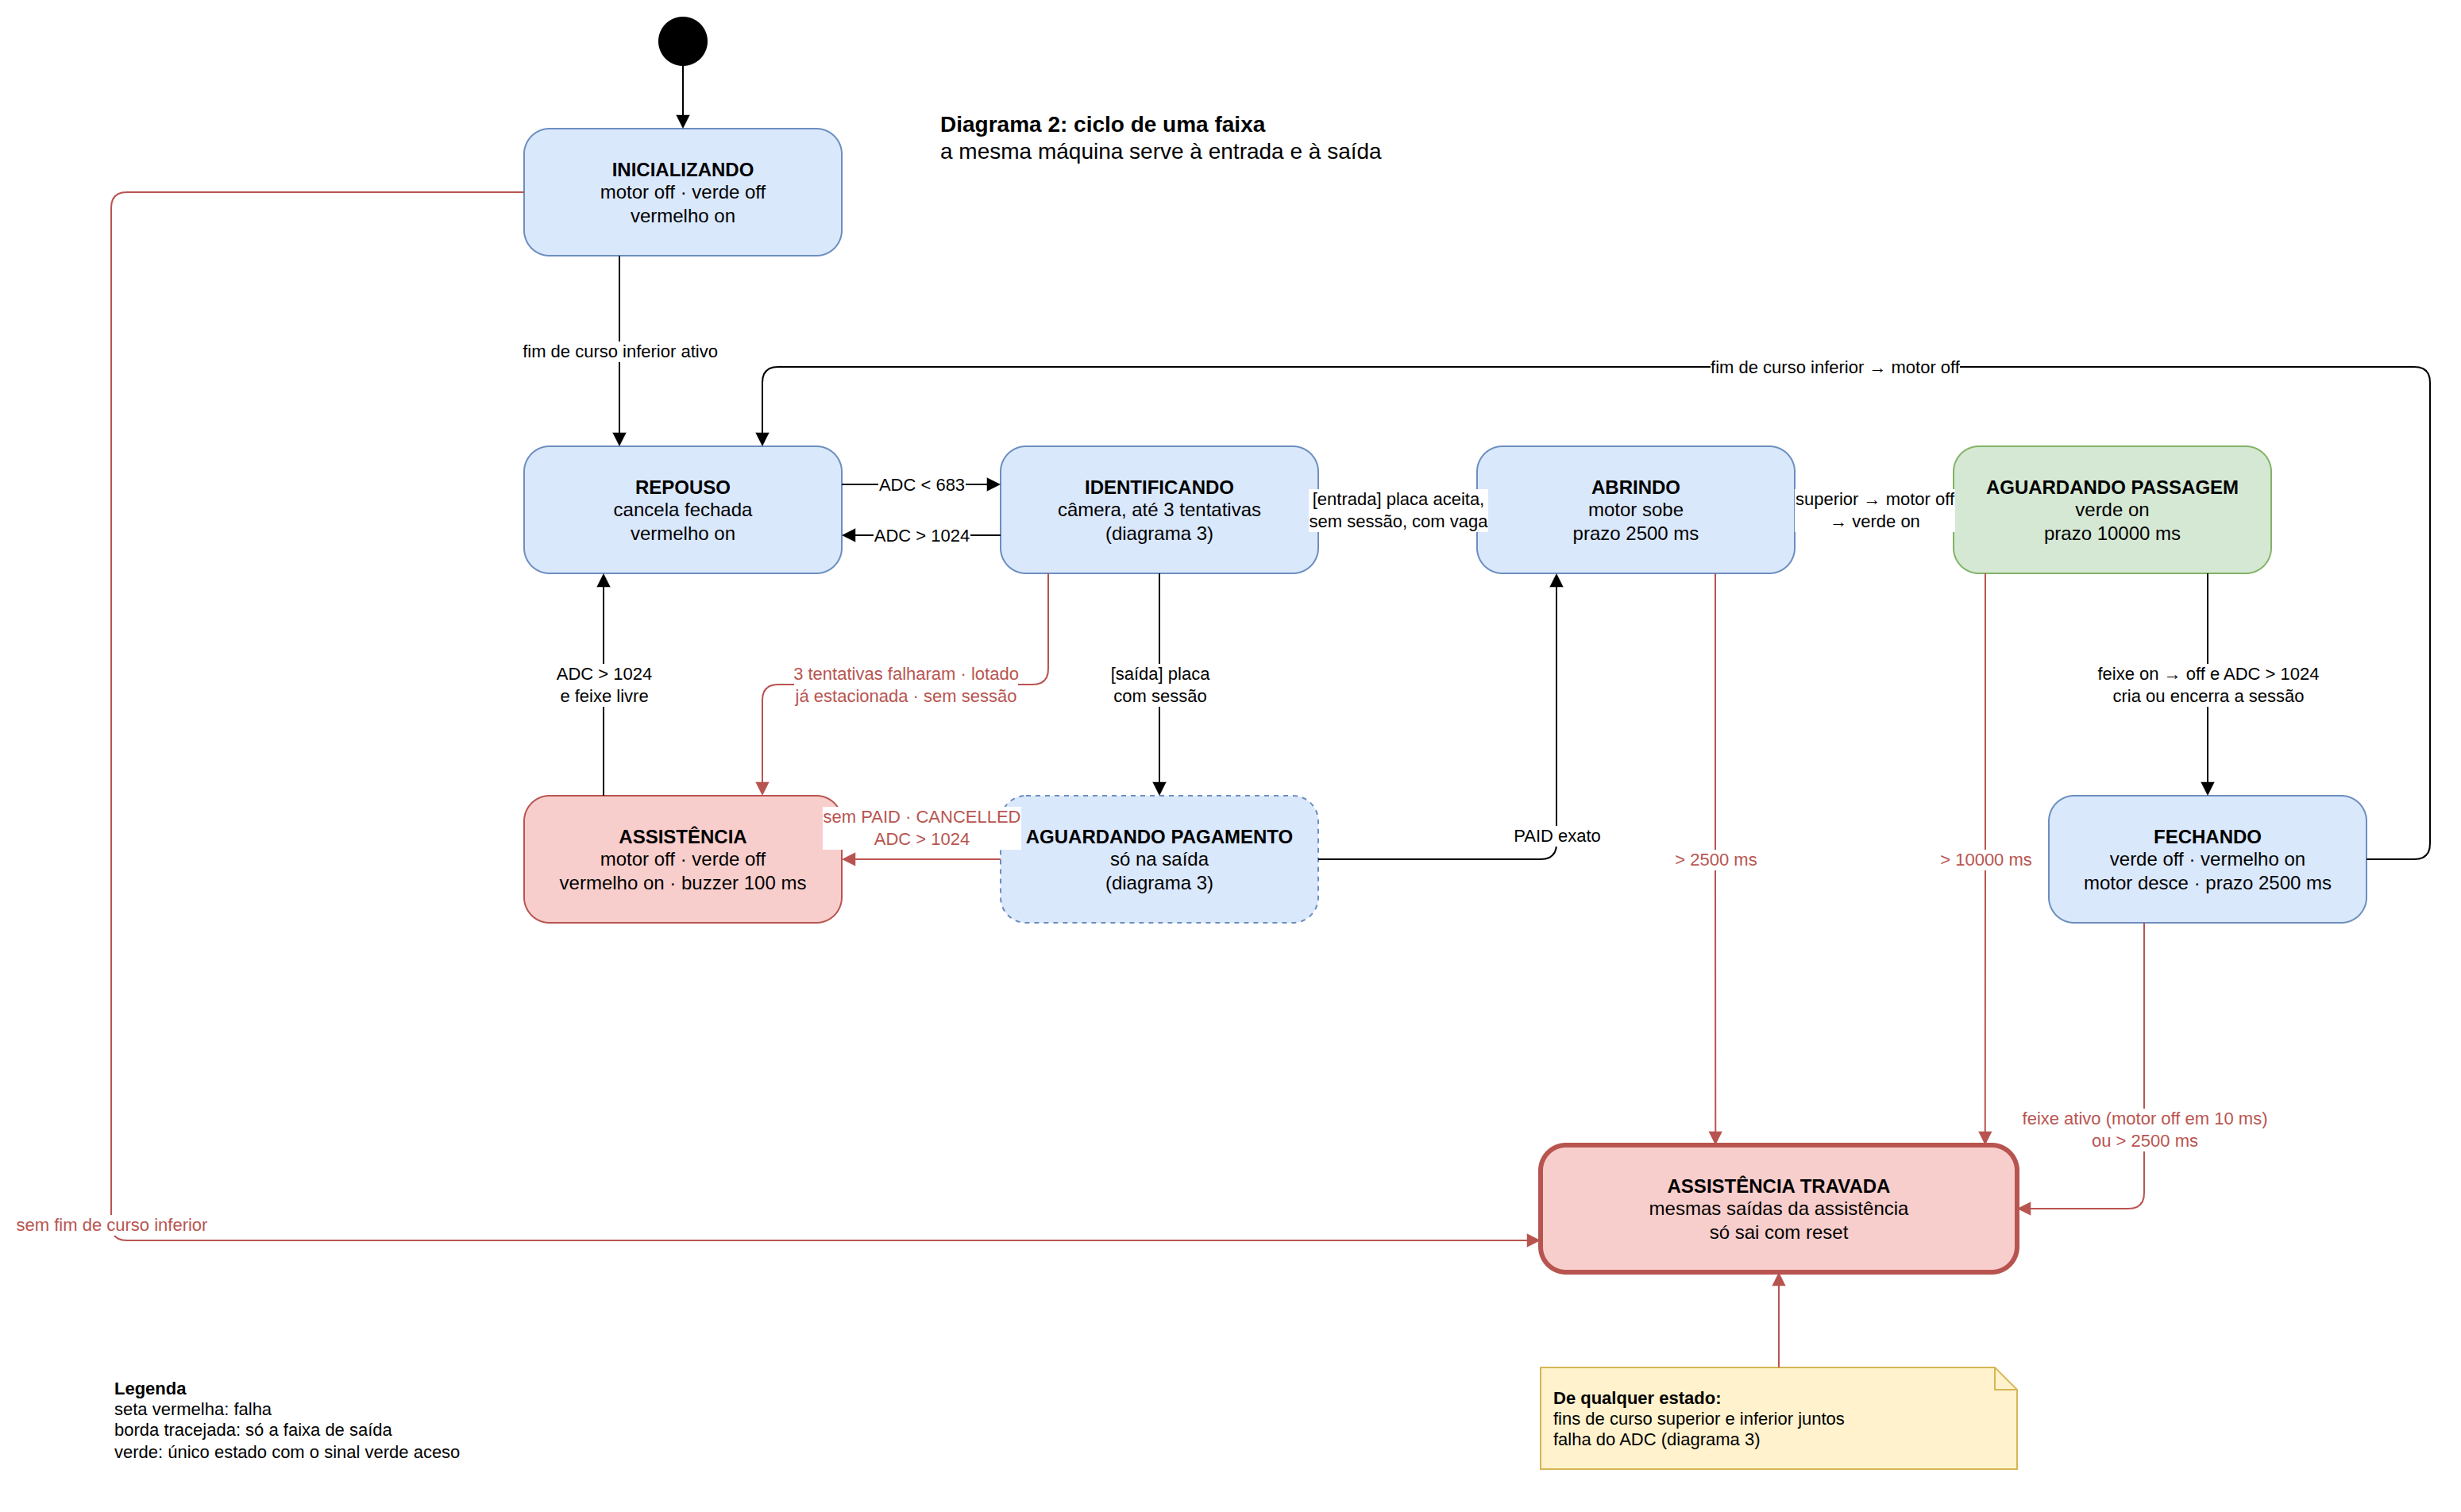 Diagrama 2: ciclo de uma faixa
a mesma máquina serve à entrada e à saída
INICIALIZANDO
motor off · verde off
vermelho on
fim de curso inferior ativo
fim de curso inferior → motor off
REPOUSO
cancela fechada
vermelho on
ADC < 683
ADC > 1024
IDENTIFICANDO
câmera, até 3 tentativas
(diagrama 3)
[entrada] placa aceita,
sem sessão, com vaga
ABRINDO
motor sobe
prazo 2500 ms
superior → motor off
→ verde on
AGUARDANDO PASSAGEM
verde on
prazo 10000 ms
ADC > 1024
e feixe livre
3 tentativas falharam · lotado
já estacionada · sem sessão
[saída] placa
com sessão
feixe on → off e ADC > 1024
cria ou encerra a sessão
ASSISTÊNCIA
motor off · verde off
vermelho on · buzzer 100 ms
sem PAID · CANCELLED
ADC > 1024
AGUARDANDO PAGAMENTO
só na saída
(diagrama 3)
PAID exato
> 2500 ms
> 10000 ms
FECHANDO
verde off · vermelho on
motor desce · prazo 2500 ms
feixe ativo (motor off em 10 ms)
ou > 2500 ms
ASSISTÊNCIA TRAVADA
mesmas saídas da assistência
só sai com reset
sem fim de curso inferior
De qualquer estado:
fins de curso superior e inferior juntos
falha do ADC (diagrama 3)
Legenda
seta vermelha: falha
borda tracejada: só a faixa de saída
verde: único estado com o sinal verde aceso